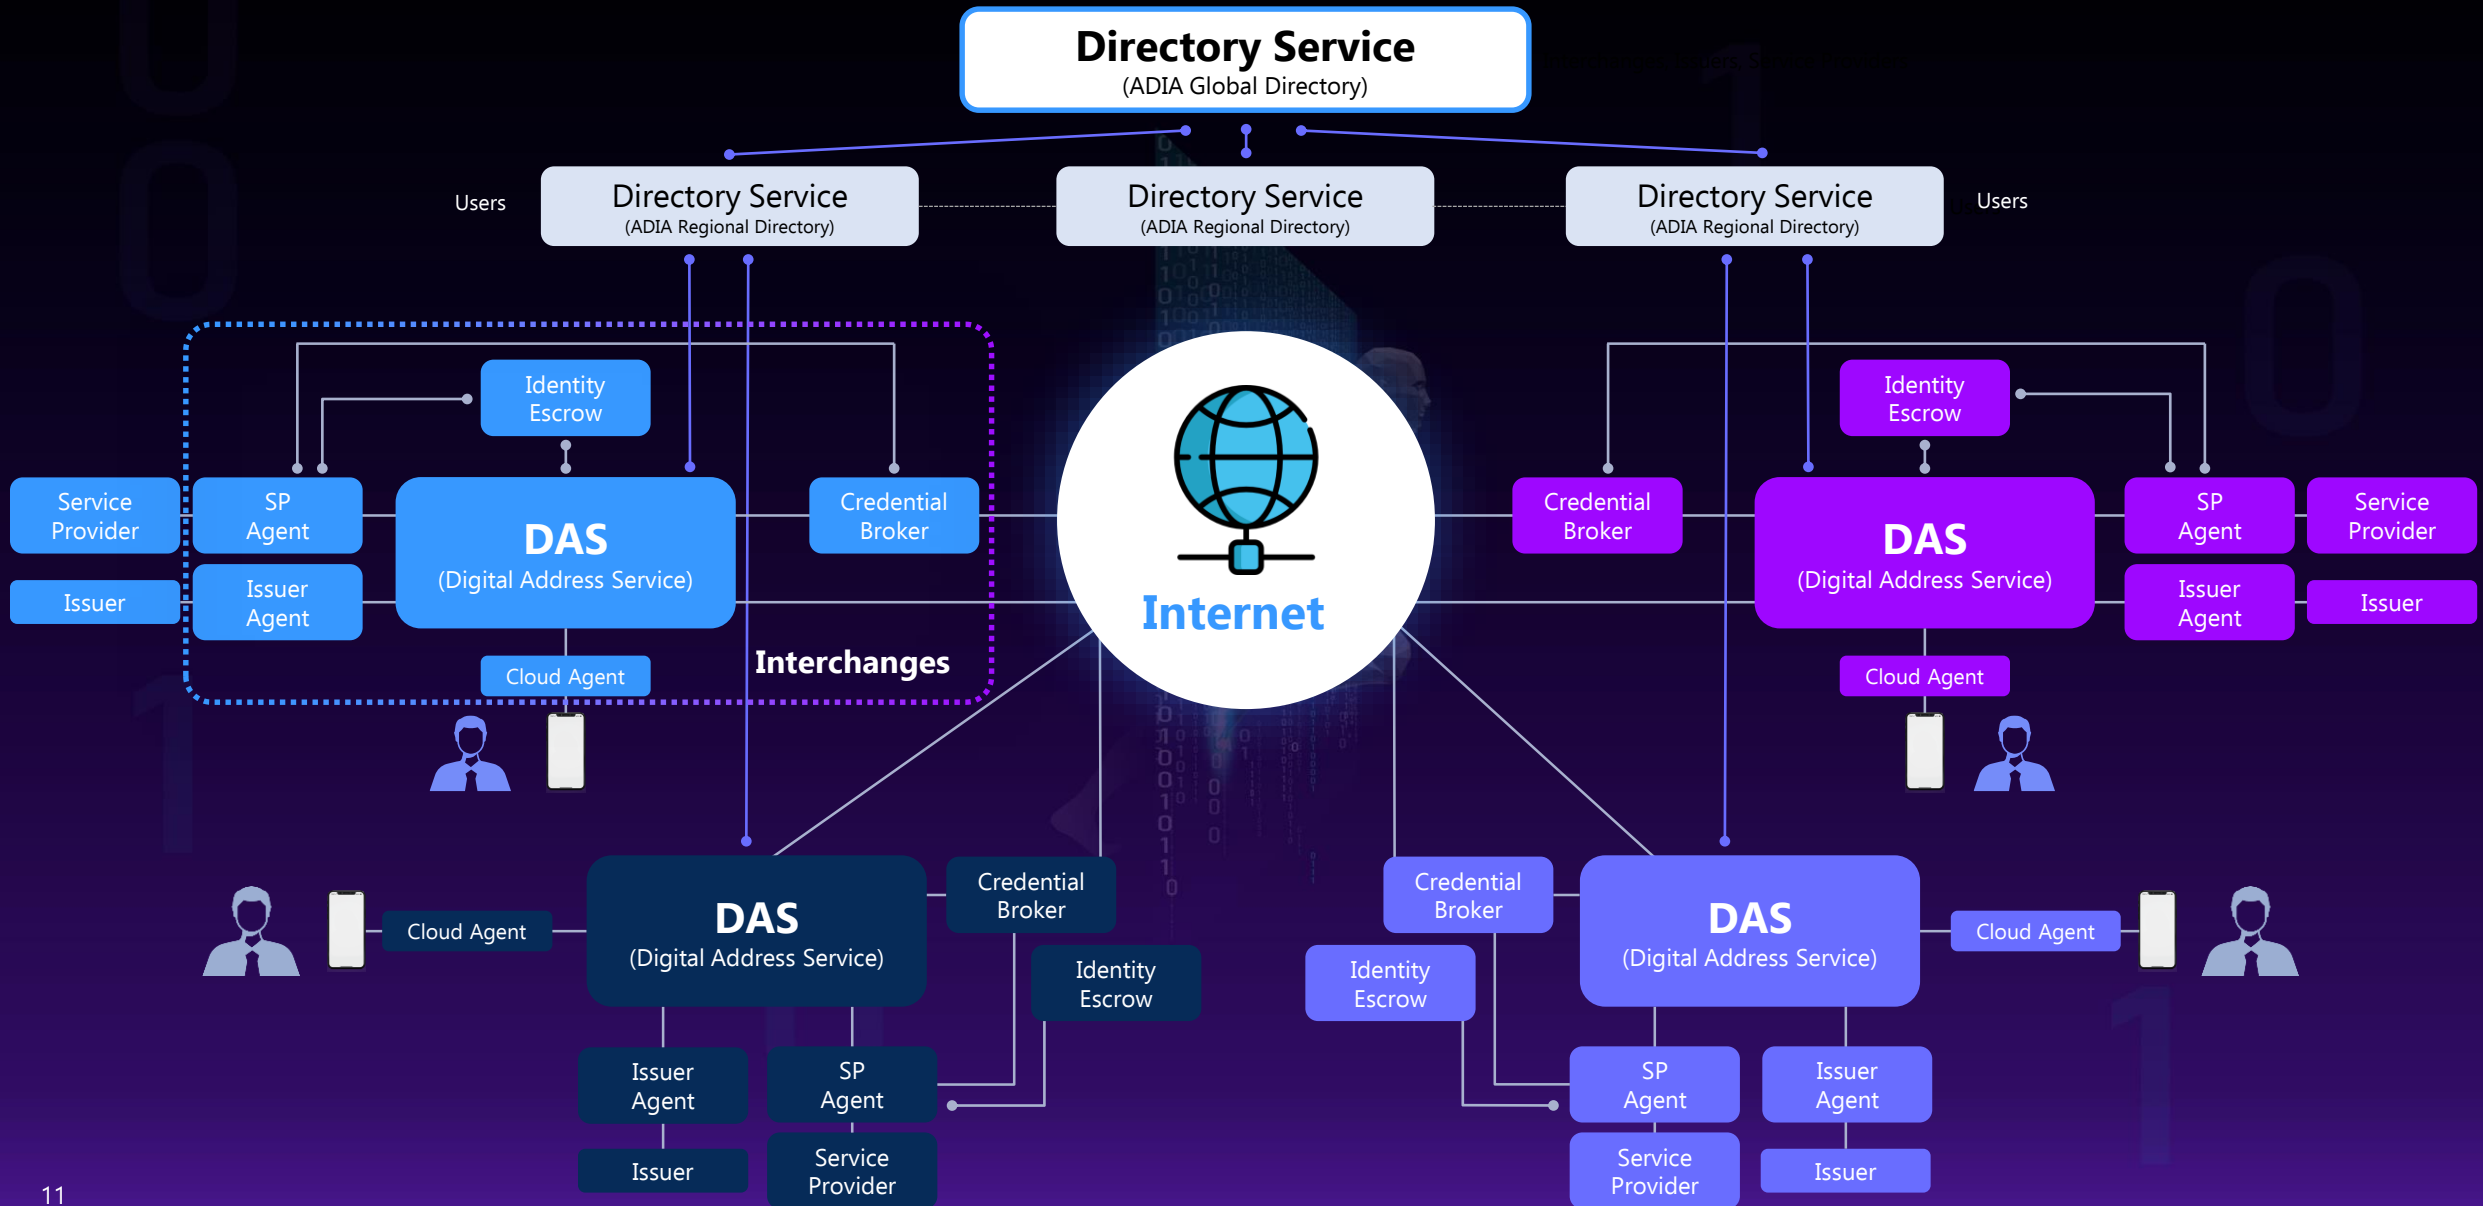 Directory Service
(ADIA Global Directory)
Users
Directory Service
(ADIA Regional Directory)
Directory Service
(ADIA Regional Directory)
Directory Service
(ADIA Regional Directory)
Users
Identity
Escrow
Service
Provider
SP
Agent
DAS
(Digital Address Service)
Credential
Broker
Issuer
Issuer
Agent
Cloud Agent
Interchanges
Internet
Identity
Escrow
Credential
Broker
DAS
(Digital Address Service)
SP
Agent
Service
Provider
Issuer
Agent
Issuer
Cloud Agent
Cloud Agent
DAS
(Digital Address Service)
Credential
Broker
Identity
Escrow
Issuer
Agent
SP
Agent
Issuer
Service
Provider
Credential
Broker
Identity
Escrow
DAS
(Digital Address Service)
Cloud Agent
SP
Agent
Issuer
Agent
Service
Provider
Issuer
11